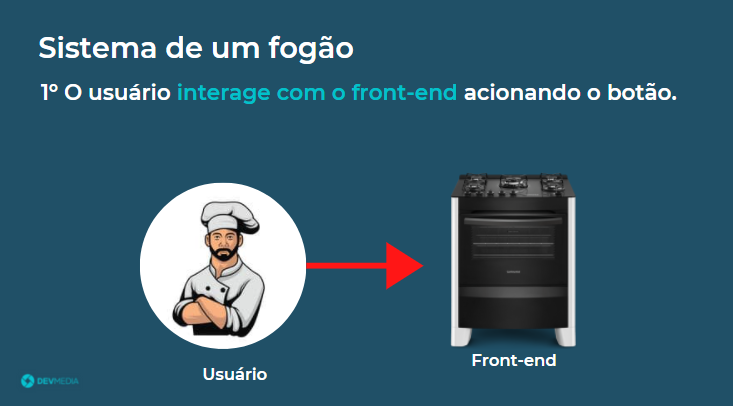 Sistema de um fogão
1º O usuário interage com o front-end acionando o botão.
Usuário
Front-end
DEVMEDIA